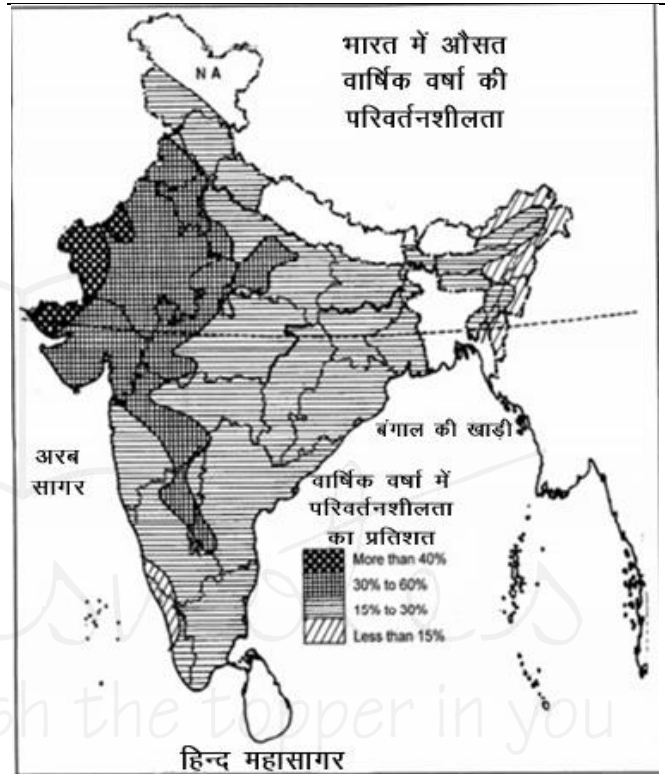 भारत में औसत
वार्षिक वर्षा की
परिवर्तनशीलता
N A
बंगाल की खाड़ी
अरब
सागर
वार्षिक वर्षा में
परिवर्तनशीलता
का प्रतिशत
More than 40%
30% to 60%
15% to 30%
Less than 15%
sh the topper in you
हिन्द महासागर